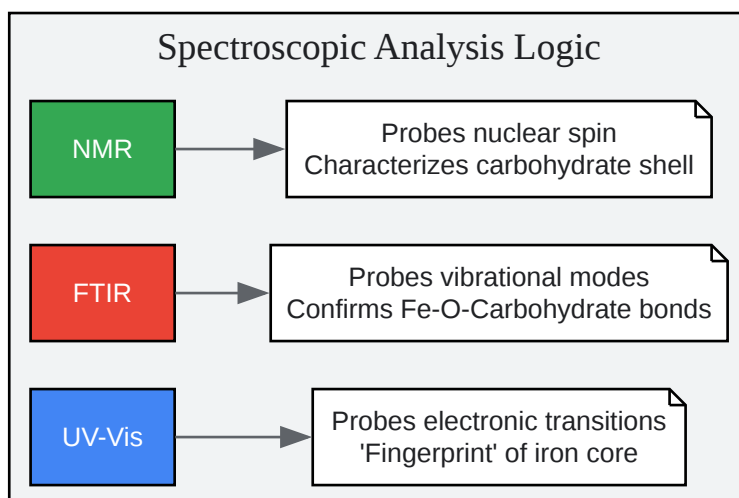 Spectroscopic Analysis Logic
NMR
Probes nuclear spin
Characterizes carbohydrate shell
FTIR
Probes vibrational modes
Confirms Fe-O-Carbohydrate bonds
UV-Vis
Probes electronic transitions
'Fingerprint' of iron core